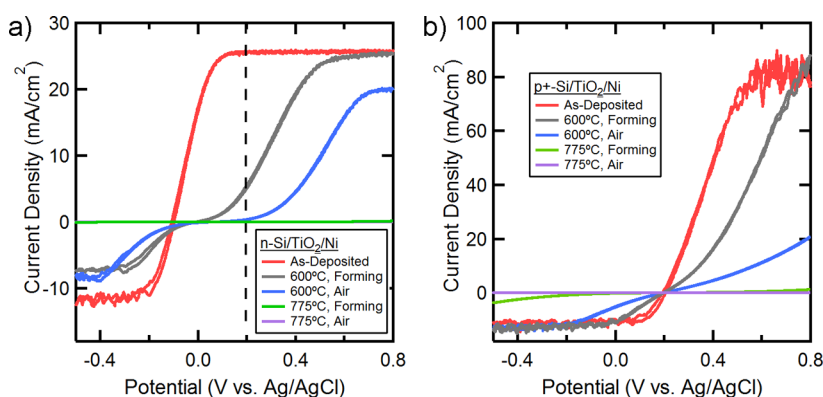 a)
Current Density (mA/cm²)
30
20
10
0
-10
n-Si/TiO2/Ni
As-Deposited
600ºC, Forming
600ºC, Air
775ºC, Forming
775ºC, Air
-0.4
0.0
0.4
0.8
Potential (V vs. Ag/AgCl)
b)
Current Density (mA/cm²)
100
80
60
40
20
0
p+-Si/TiO2/Ni
As-Deposited
600ºC, Forming
600ºC, Air
775ºC, Forming
775ºC, Air
-0.4
0.0
0.4
0.8
Potential (V vs. Ag/AgCl)